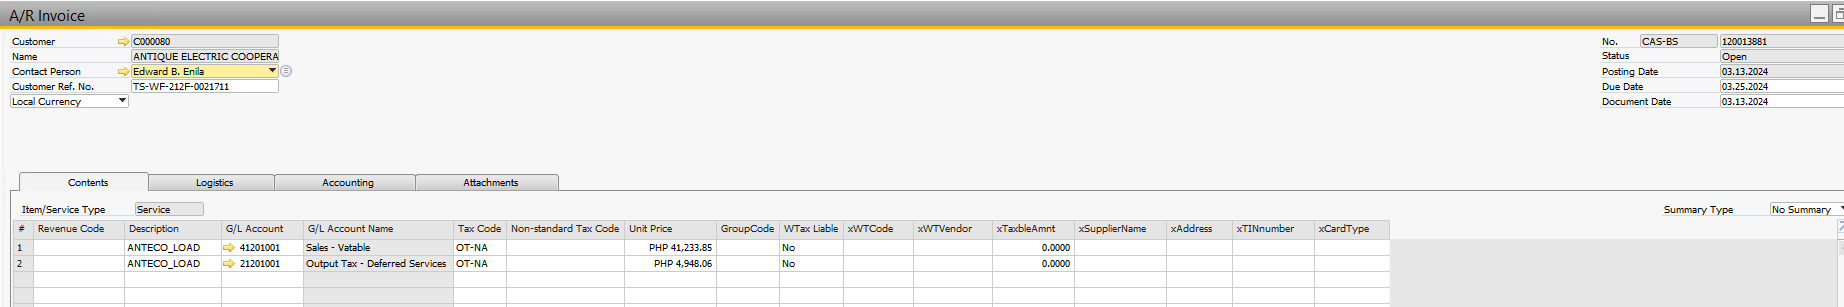 A/R Invoice
Customer C000080 No. CAS-BS 120013881
Name ANTIQUE ELECTRIC COOPERA Status Open
Contact Person Edward B. Enila Posting Date 03.13.2024
Customer Ref. No. TS-WF-212F-0021711 Due Date 03.25.2024
Local Currency Document Date 03.13.2024
Contents Logistics Accounting Attachments
Item/Service Type Service Summary Type No Summary
# Revenue Code Description G/L Account G/L Account Name Tax Code Non-standard Tax Code Unit Price GroupCode WTax Liable xWTCode xWTVendor xTaxbleAmnt xSupplierName xAddress xTINnumber xCardType
1 ANTECO_LOAD 41201001 Sales - Vatable OT-NA PHP 41,233.85 No 0.0000
2 ANTECO_LOAD 21201001 Output Tax - Deferred Services OT-NA PHP 4,948.06 No 0.0000